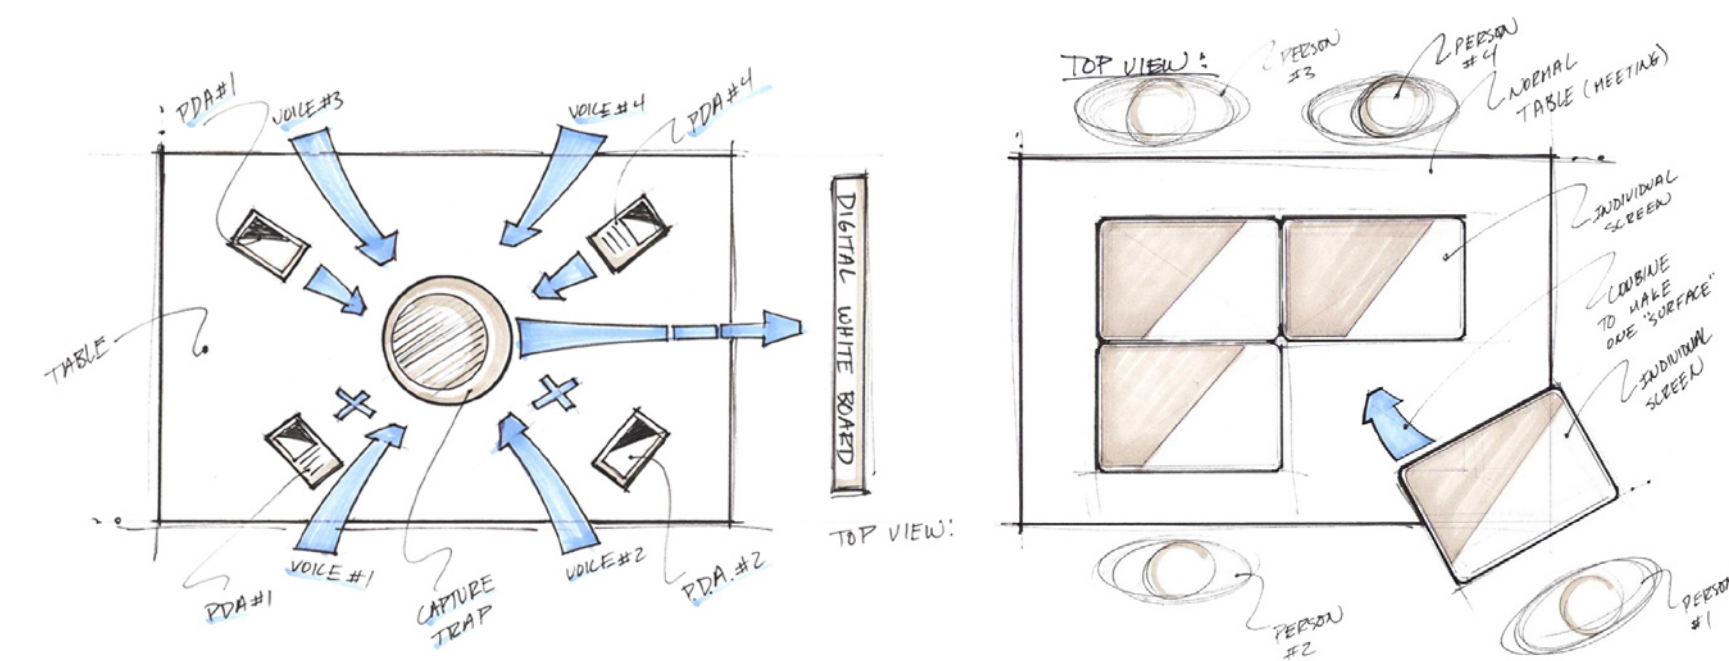 PDA#1
VOICE#3
VOICE#4
PDA#4
TABLE
DIGITAL WHITE BOARD
TOP VIEW:
PDA#1
VOICE#1
CAPTURE
TRAP
VOICE#2
P.D.A.#2
TOP VIEW:
PERSON
#3
PERSON
#4
NORMAL
TABLE (MEETING)
INDIVIDUAL
SCREEN
COMBINE
TO MAKE
ONE "SURFACE"
INDIVIDUAL
SCREEN
PERSON
#2
PERSON
#1